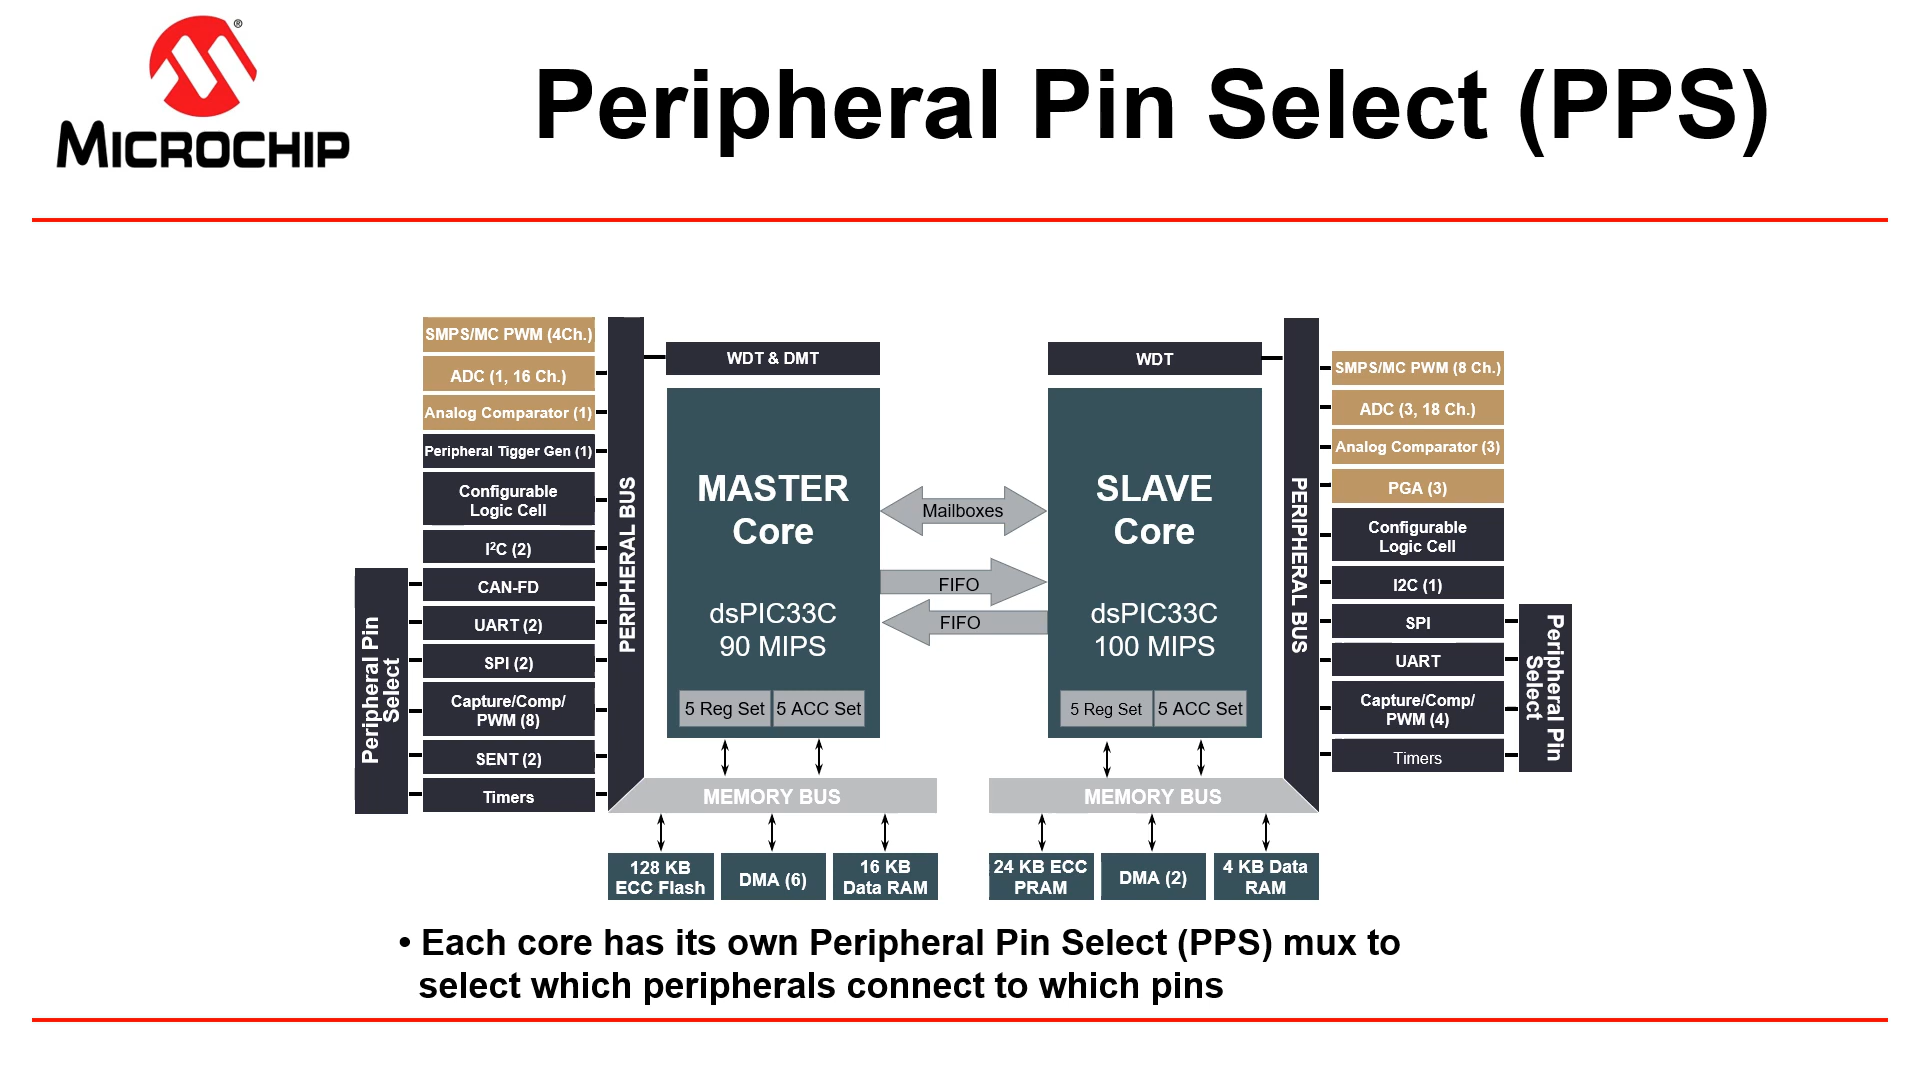 MICROCHIP
®
Peripheral Pin Select (PPS)
SMPS/MC PWM (4Ch.)
ADC (1, 16 Ch.)
Analog Comparator (1)
Peripheral Tigger Gen (1)
Configurable
Logic Cell
I²C (2)
CAN-FD
UART (2)
SPI (2)
Capture/Comp/
PWM (8)
SENT (2)
Timers
Peripheral Pin
Select
PERIPHERAL BUS
WDT & DMT
MASTER
Core
dsPIC33C
90 MIPS
5 Reg Set
5 ACC Set
MEMORY BUS
128 KB
ECC Flash
DMA (6)
16 KB
Data RAM
Mailboxes
FIFO
FIFO
WDT
SLAVE
Core
dsPIC33C
100 MIPS
5 Reg Set
5 ACC Set
MEMORY BUS
24 KB ECC
PRAM
DMA (2)
4 KB Data
RAM
PERIPHERAL BUS
SMPS/MC PWM (8 Ch.)
ADC (3, 18 Ch.)
Analog Comparator (3)
PGA (3)
Configurable
Logic Cell
I2C (1)
SPI
UART
Capture/Comp/
PWM (4)
Timers
Peripheral Pin
Select
• Each core has its own Peripheral Pin Select (PPS) mux to
select which peripherals connect to which pins